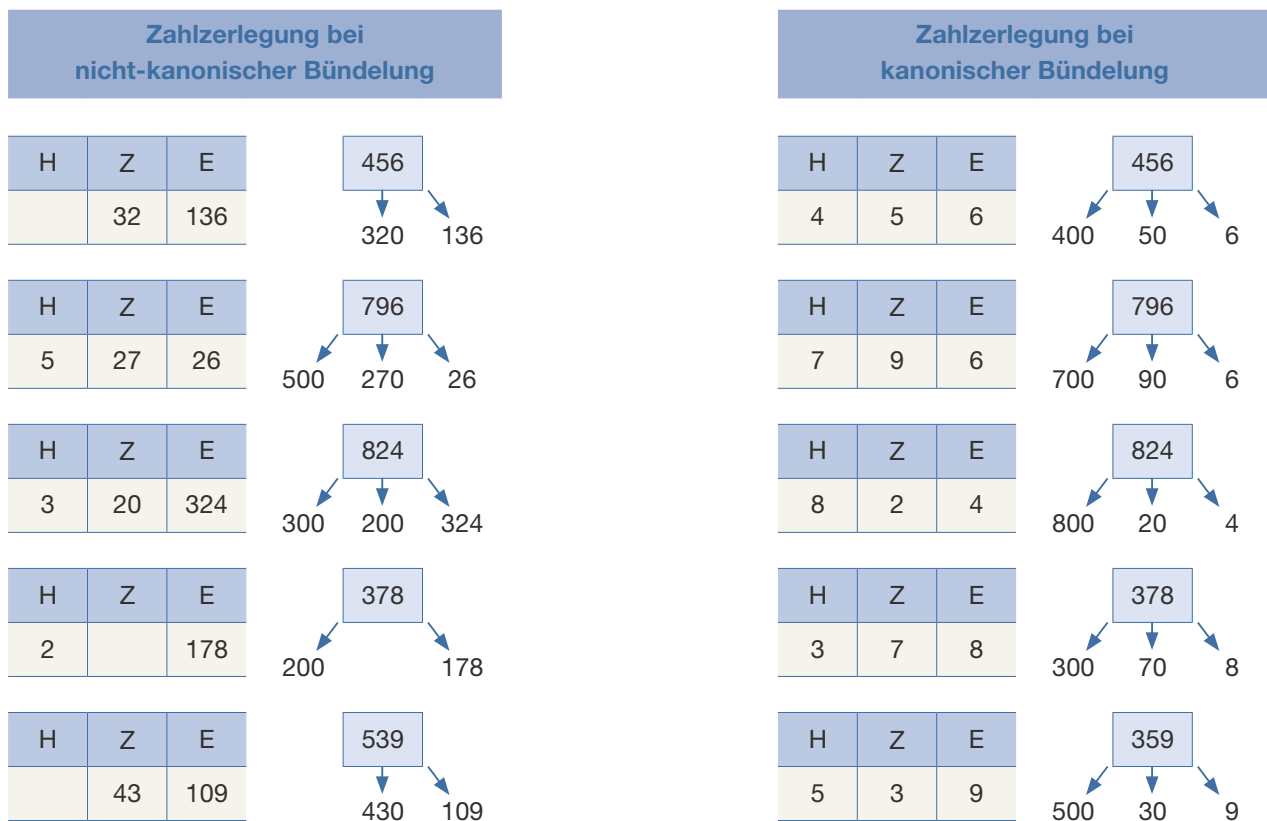 Zahlzerlegung bei
nicht-kanonischer Bündelung
H Z E
32 136
456
320 136
H Z E
5 27 26
796
500 270 26
H Z E
3 20 324
824
300 200 324
H Z E
2 178
378
200 178
H Z E
43 109
539
430 109
Zahlzerlegung bei
kanonischer Bündelung
H Z E
4 5 6
456
400 50 6
H Z E
7 9 6
796
700 90 6
H Z E
8 2 4
824
800 20 4
H Z E
3 7 8
378
300 70 8
H Z E
5 3 9
359
500 30 9